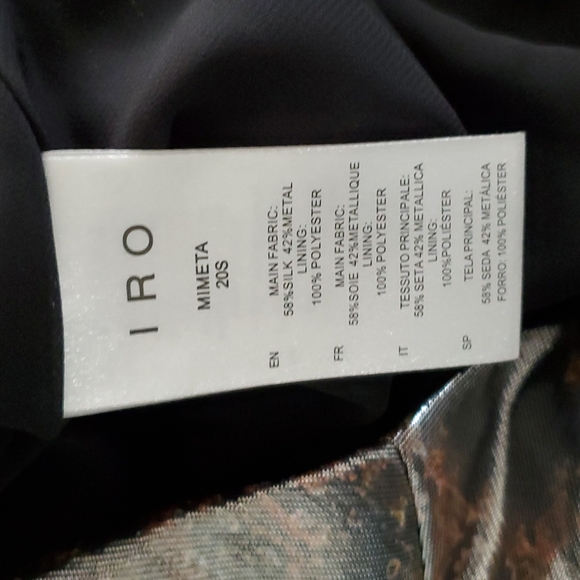 IRO
MIMETA
20S
EN
MAIN FABRIC:
58%SILK 42%METAL
LINING:
100% POLYESTER
FR
MAIN FABRIC:
58%SOIE 42%METALLIQUE
LINING:
100% POLYESTER
IT
TESSUTO PRINCIPALE:
58% SETA 42% METALLICA
LINING:
100%POLIÉSTER
SP
TELA PRINCIPAL:
58% SEDA 42% METÁLICA
FORRO: 100% POLIÉSTER